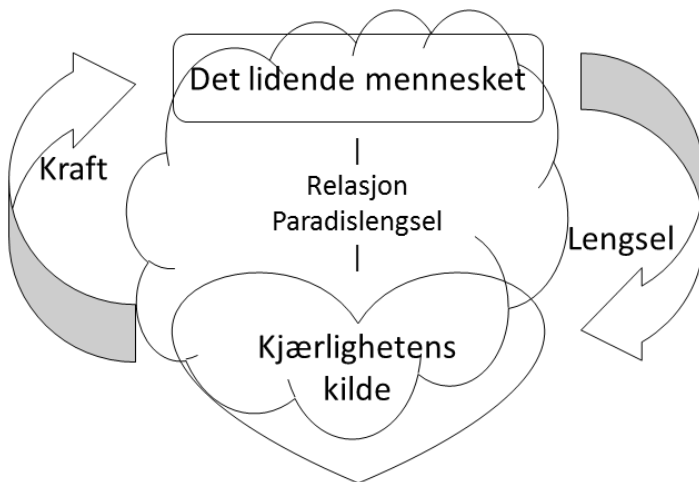 Det lidende mennesket
Kraft
Relasjon
Paradislengsel
Lengsel
Kjærlighetens
kilde